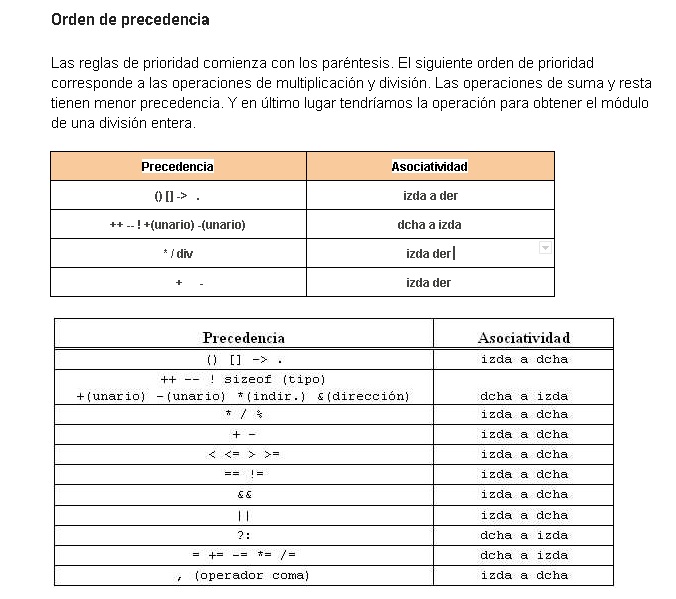 Orden de precedencia
Las reglas de prioridad comienza con los paréntesis. El siguiente orden de prioridad
corresponde a las operaciones de multiplicación y división. Las operaciones de suma y resta
tienen menor precedencia. Y en último lugar tendríamos la operación para obtener el módulo
de una división entera.
Precedencia Asociatividad
() [] -> . izda a der
++ -- ! +(unario) -(unario) dcha a izda
* / div izda der
+ - izda der
Precedencia Asociatividad
() [] -> . izda a dcha
++ -- ! sizeof (tipo)
+(unario) -(unario) *(indir.) &(dirección) dcha a izda
* / % izda a dcha
+ - izda a dcha
< <= > >= izda a dcha
== != izda a dcha
&& izda a dcha
|| izda a dcha
?: dcha a izda
= += -= *= /= dcha a izda
, (operador coma) izda a dcha